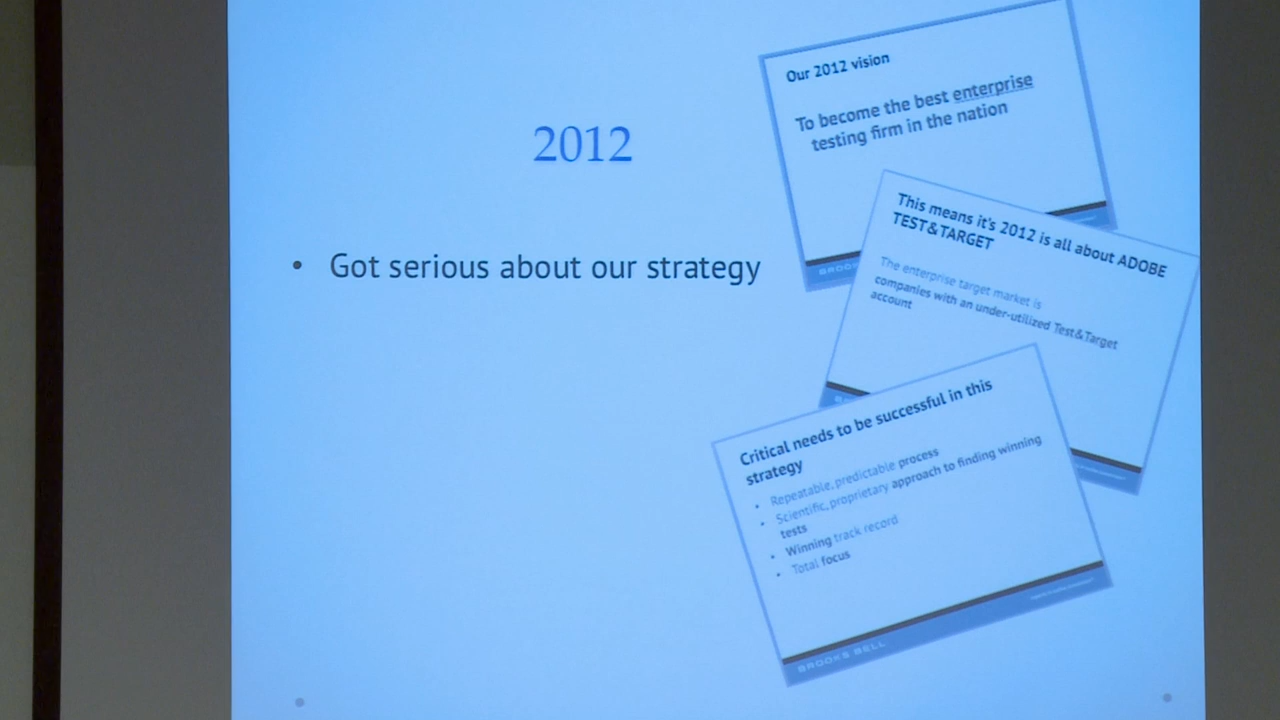 2012
• Got serious about our strategy
Our 2012 vision
To become the best enterprise
testing firm in the nation
This means it's 2012 is all about ADOBE
TEST&TARGET
The enterprise target market is
companies with an under-utilized Test&Target
account
Critical needs to be successful in this
strategy
• Repeatable, predictable process
• Scientific, proprietary approach to finding winning
tests
• Winning track record
• Total focus
BROOKS BELL